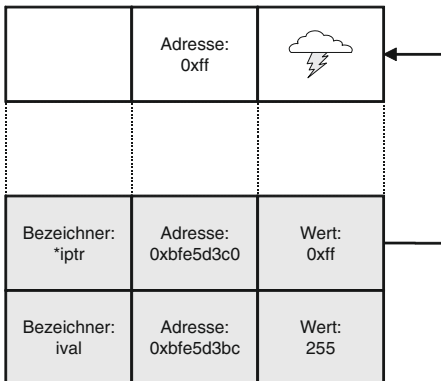 Adresse:
0xff
Bezeichner:
*iptr
Adresse:
0xbfe5d3c0
Wert:
0xff
Bezeichner:
ival
Adresse:
0xbfe5d3bc
Wert:
255